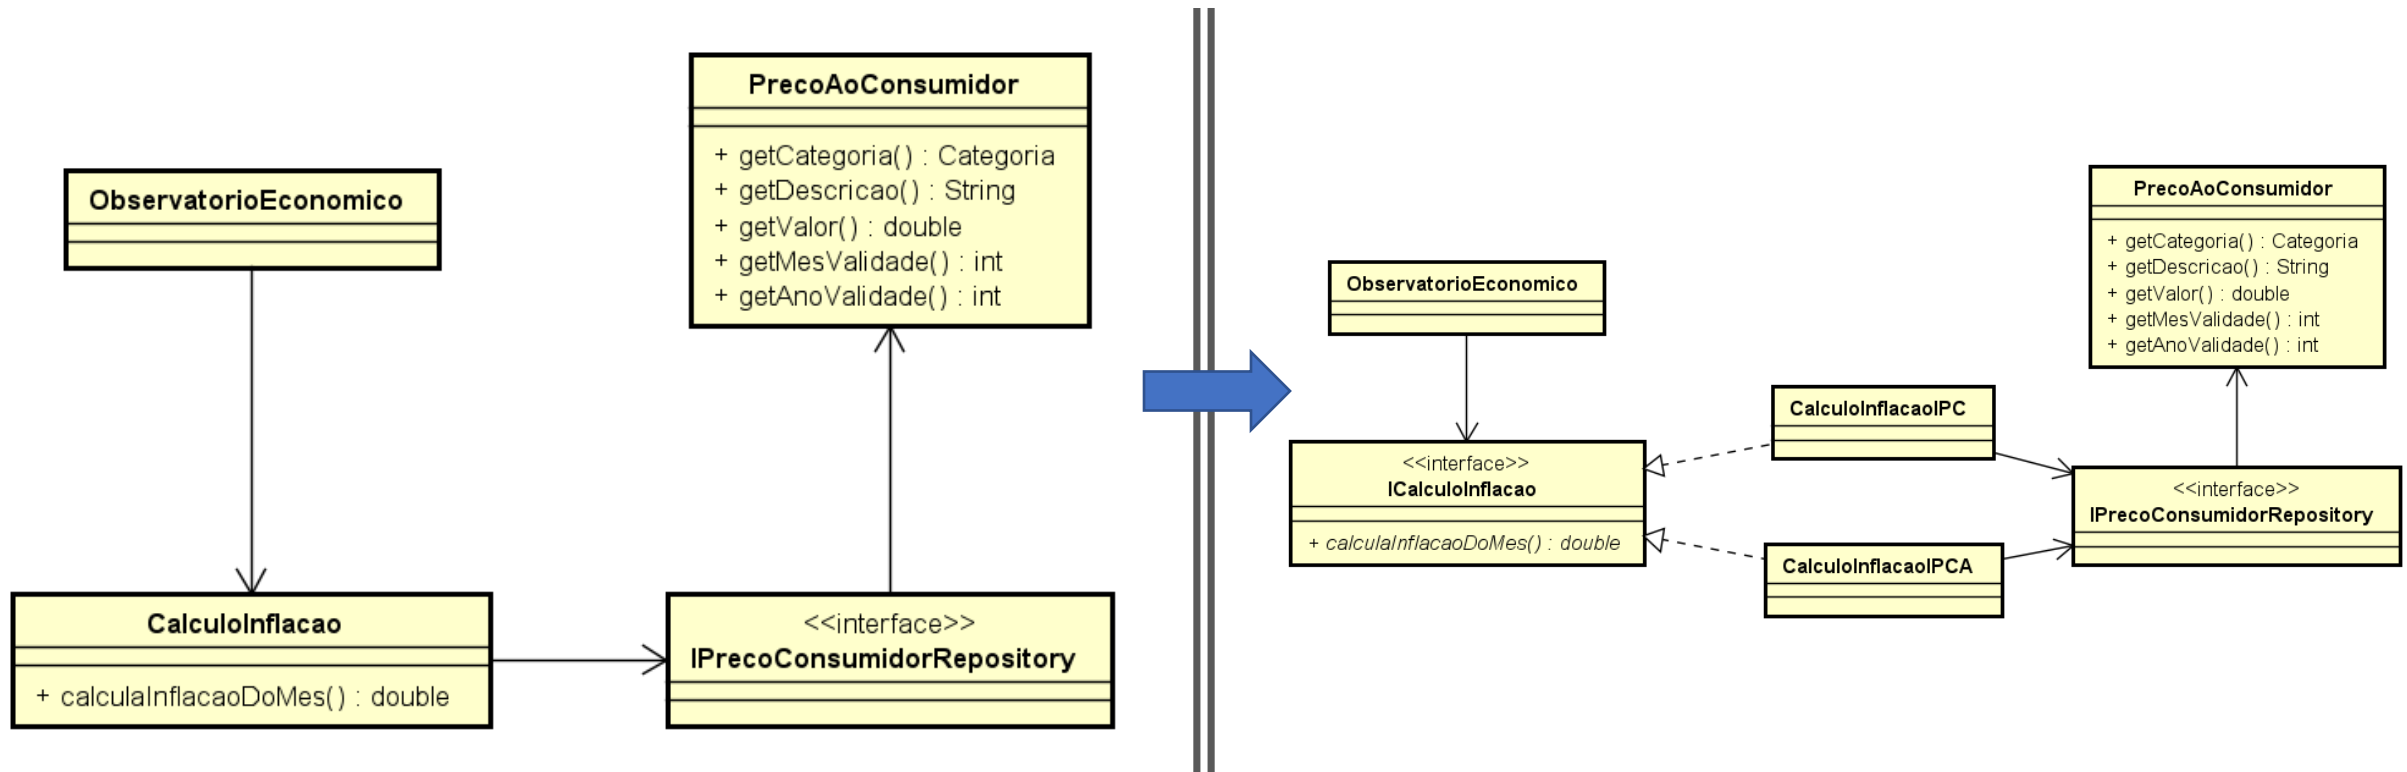 ObservatorioEconomico
PrecoAoConsumidor
+ getCategoria() : Categoria
+ getDescricao() : String
+ getValor() : double
+ getMesValidade() : int
+ getAnoValidade() : int
CalculoInflacao
+ calculaInflacaoDoMes() : double
<<interface>>
IPrecoConsumidorRepository
ObservatorioEconomico
<<interface>>
ICalculoInflacao
+ calculaInflacaoDoMes() : double
CalculoInflacaoIPC
CalculoInflacaoIPCA
PrecoAoConsumidor
+ getCategoria() : Categoria
+ getDescricao() : String
+ getValor() : double
+ getMesValidade() : int
+ getAnoValidade() : int
<<interface>>
IPrecoConsumidorRepository